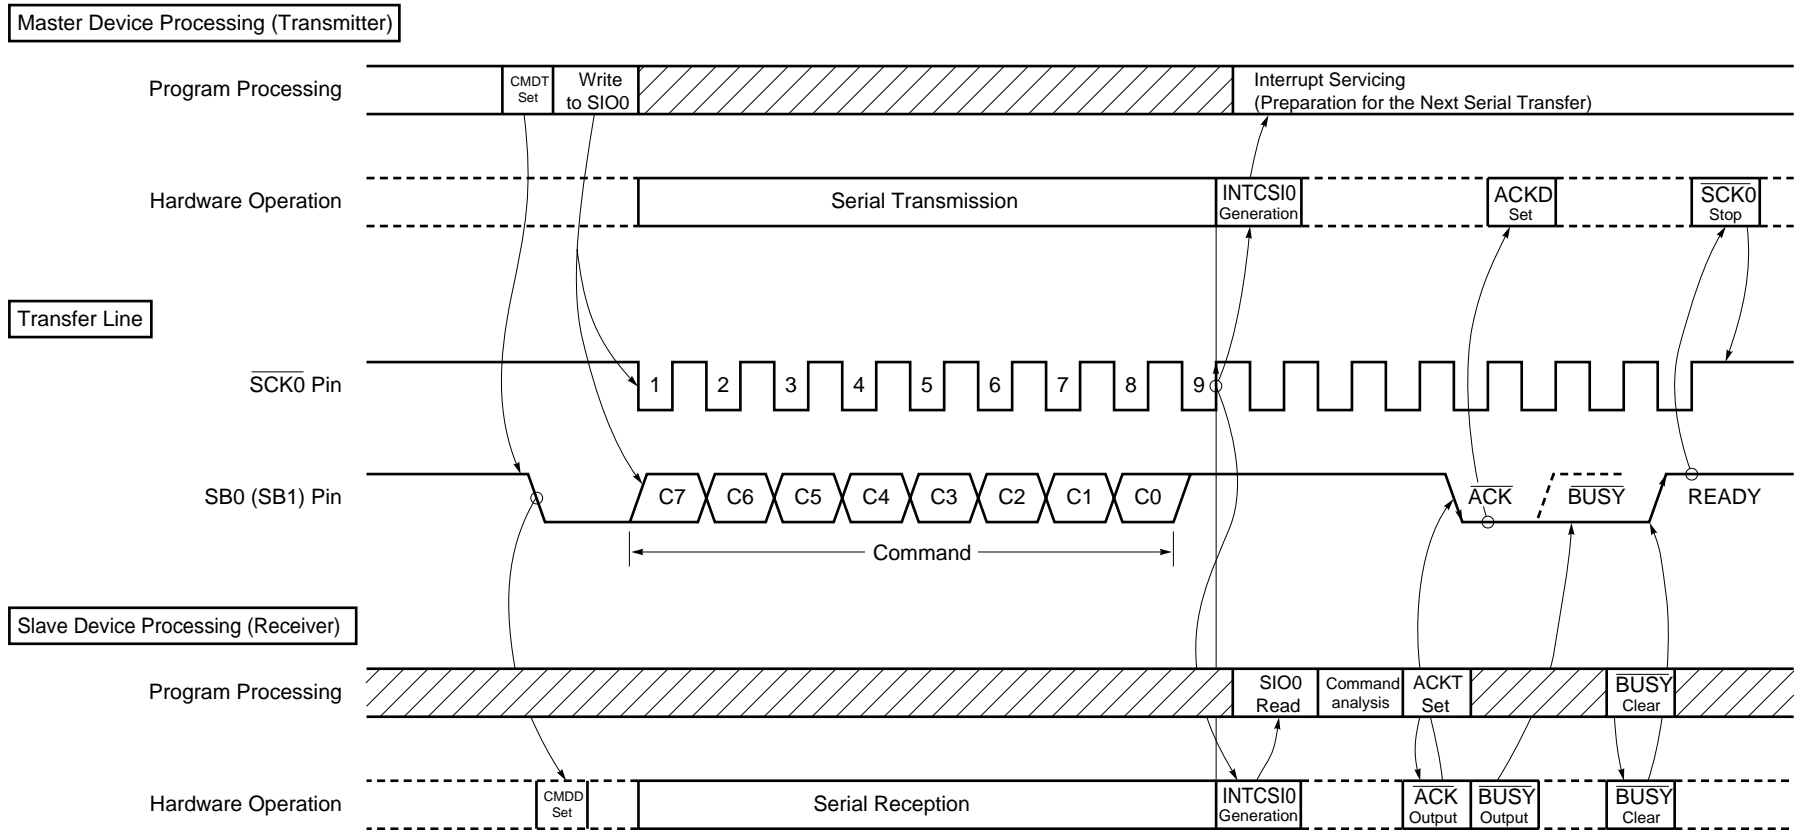 Master Device Processing (Transmitter)
Program Processing
CMDT
Set
Write
to SIO0
Interrupt Servicing
(Preparation for the Next Serial Transfer)
Hardware Operation
Serial Transmission
INTCSI0
Generation
ACKD
Set
SCK0
Stop
Transfer Line
SCK0 Pin
1 2 3 4 5 6 7 8 9
SB0 (SB1) Pin
C7 C6 C5 C4 C3 C2 C1 C0
ACK
BUSY
READY
Command
Slave Device Processing (Receiver)
Program Processing
SIO0
Read
Command
analysis
ACKT
Set
BUSY
Clear
Hardware Operation
CMDD
Set
Serial Reception
INTCSI0
Generation
ACK
Output
BUSY
Output
BUSY
Clear